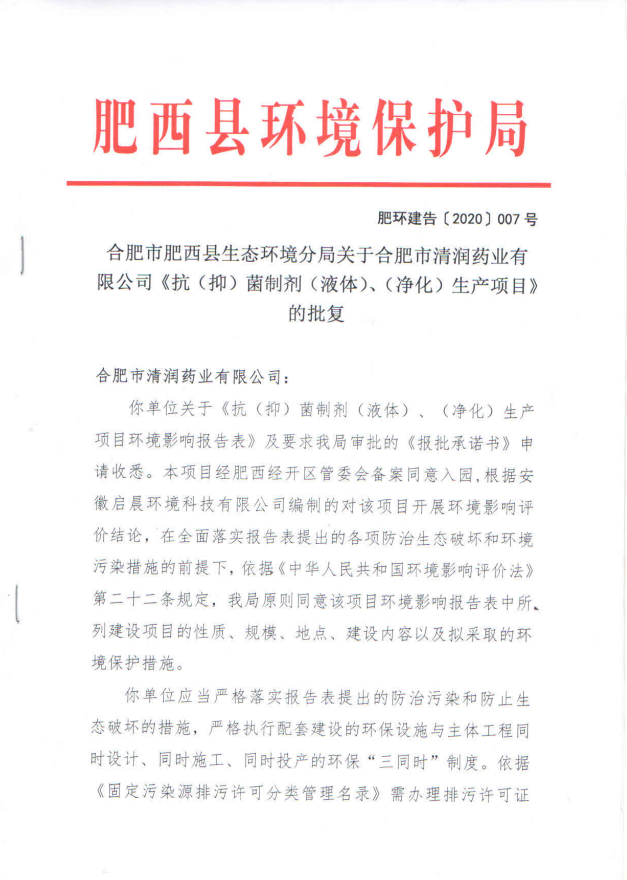 肥西县环境保护局
肥环建告〔2020〕007号
合肥市肥西县生态环境分局关于合肥市清润药业有
限公司《抗（抑）菌制剂（液体）、（净化）生产项目》
的批复
合肥市清润药业有限公司：
你单位关于《抗（抑）菌制剂（液体）、（净化）生产
项目环境影响报告表》及要求我局审批的《报批承诺书》申
请收悉。本项目经肥西经开区管委会备案同意入园,根据安
徽启晨环境科技有限公司编制的对该项目开展环境影响评
价结论，在全面落实报告表提出的各项防治生态破坏和环境
污染措施的前提下,依据《中华人民共和国环境影响评价法》
第二十二条规定，我局原则同意该项目环境影响报告表中所
列建设项目的性质、规模、地点、建设内容以及拟采取的环
境保护措施。
你单位应当严格落实报告表提出的防治污染和防止生
态破坏的措施，严格执行配套建设的环保设施与主体工程同
时设计、同时施工、同时投产的环保“三同时”制度。依据
《固定污染源排污许可分类管理名录》需办理排污许可证